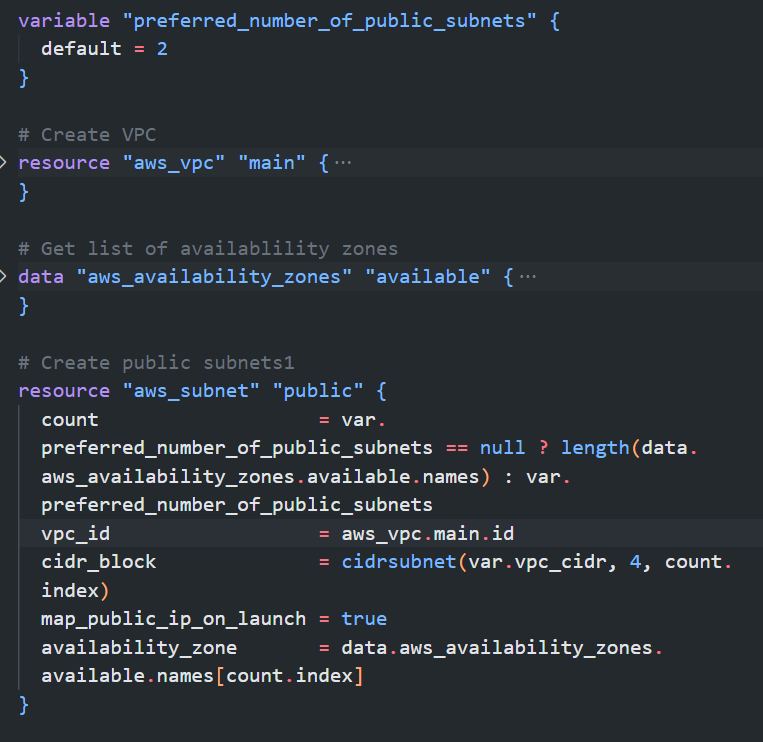 variable "preferred_number_of_public_subnets" {
  default = 2
}
# Create VPC
resource "aws_vpc" "main" {···
}
# Get list of availablility zones
data "aws_availability_zones" "available" {···
}
# Create public subnets1
resource "aws_subnet" "public" {
  count                   = var.
  preferred_number_of_public_subnets == null ? length(data.
  aws_availability_zones.available.names) : var.
  preferred_number_of_public_subnets
  vpc_id                  = aws_vpc.main.id
  cidr_block              = cidrsubnet(var.vpc_cidr, 4, count.
  index)
  map_public_ip_on_launch = true
  availability_zone       = data.aws_availability_zones.
  available.names[count.index]
}